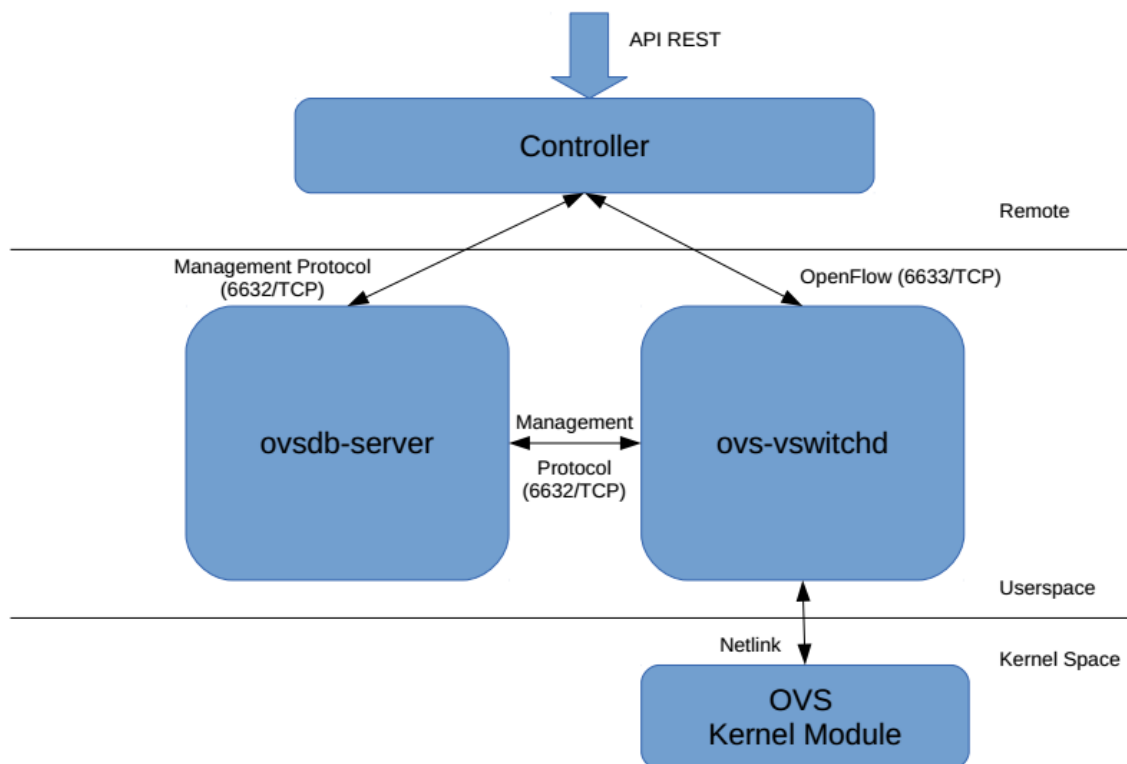 API REST
Controller
Remote
Management Protocol
(6632/TCP)
OpenFlow (6633/TCP)
ovsdb-server
Management
Protocol
(6632/TCP)
ovs-vswitchd
Userspace
Netlink
Kernel Space
OVS
Kernel Module